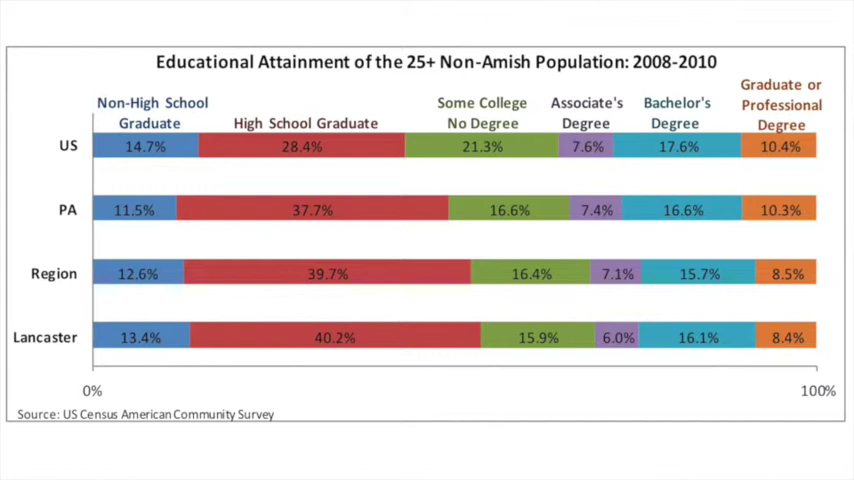 Educational Attainment of the 25+ Non-Amish Population: 2008-2010
Non-High School
Graduate
High School Graduate
Some College
No Degree
Associate's
Degree
Bachelor's
Degree
Graduate or
Professional
Degree
US 14.7% 28.4% 21.3% 7.6% 17.6% 10.4%
PA 11.5% 37.7% 16.6% 7.4% 16.6% 10.3%
Region 12.6% 39.7% 16.4% 7.1% 15.7% 8.5%
Lancaster 13.4% 40.2% 15.9% 6.0% 16.1% 8.4%
0% 100%
Source: US Census American Community Survey